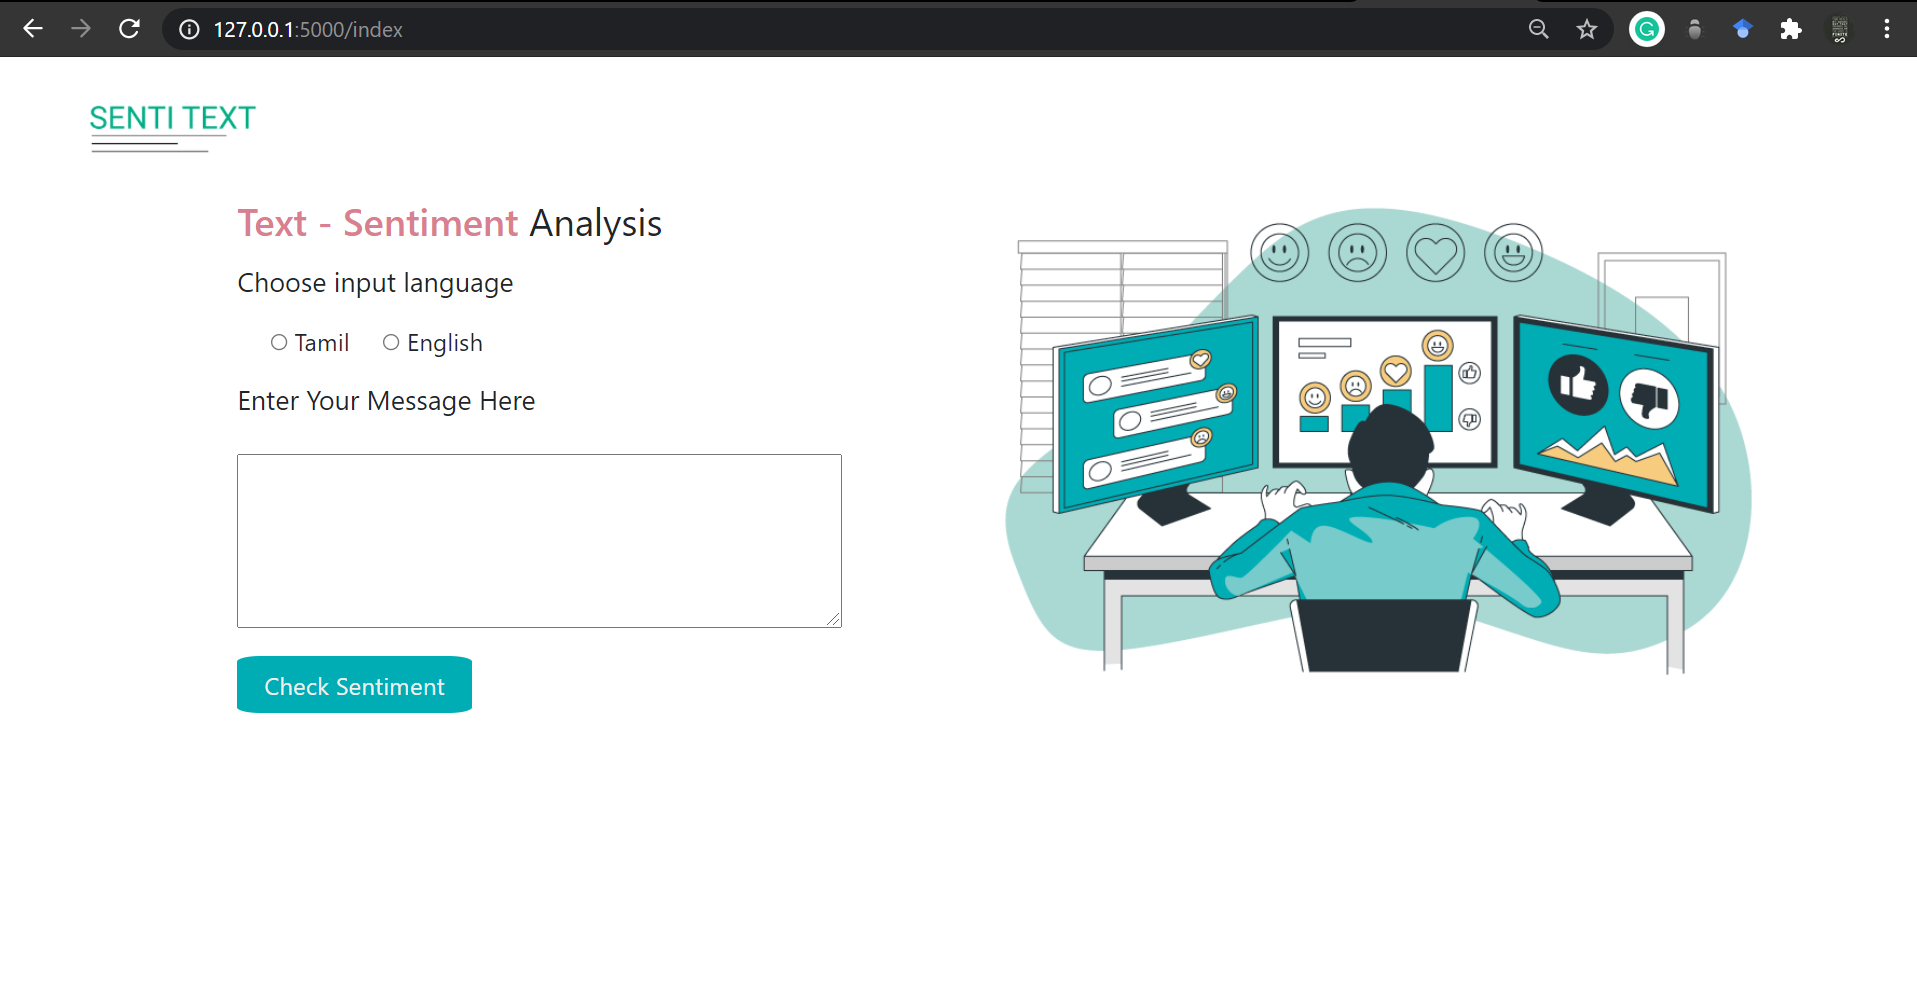 127.0.0.1:5000/index
SENTI TEXT
Text - Sentiment Analysis
Choose input language
Tamil English
Enter Your Message Here
Check Sentiment